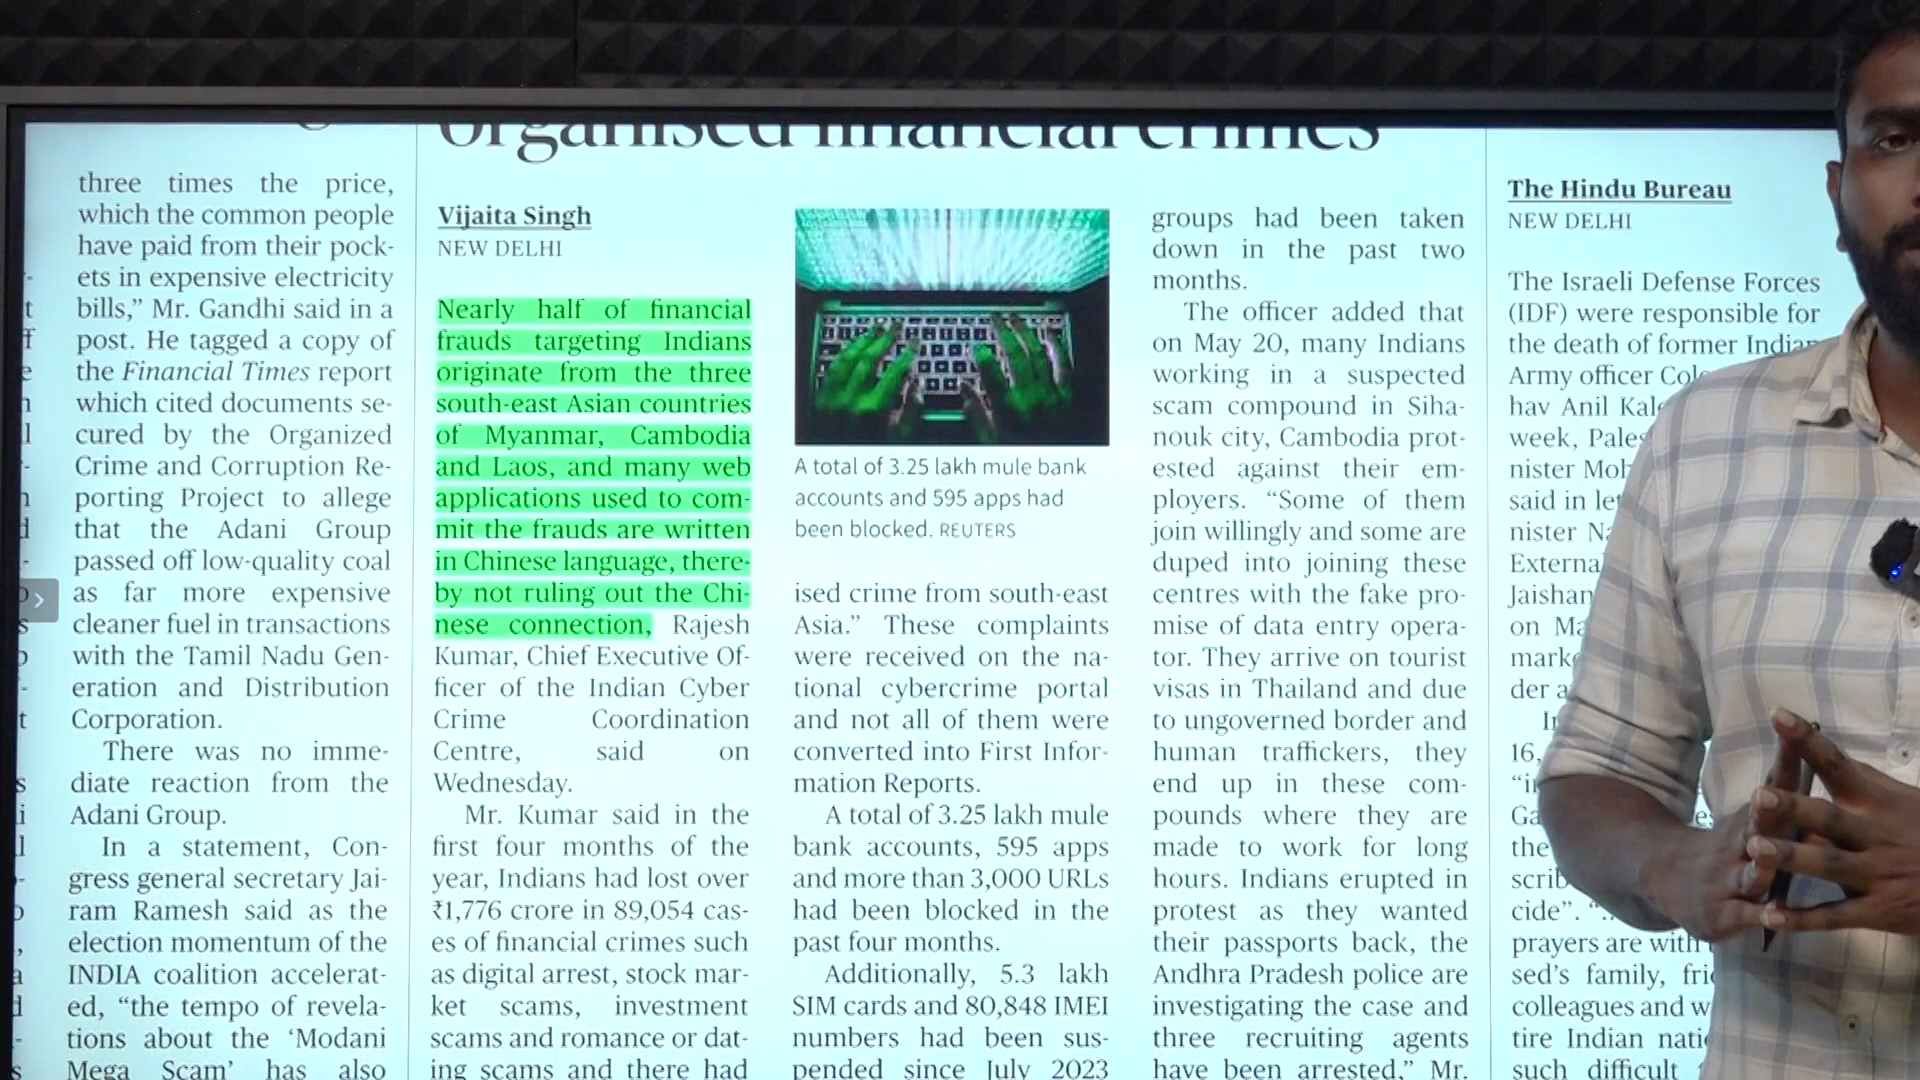 organised financial crimes
three times the price,
which the common people
have paid from their pock-
ets in expensive electricity
bills,” Mr. Gandhi said in a
post. He tagged a copy of
the Financial Times report
which cited documents se-
cured by the Organized
Crime and Corruption Re-
porting Project to allege
that the Adani Group
passed off low-quality coal
as far more expensive
cleaner fuel in transactions
with the Tamil Nadu Gen-
eration and Distribution
Corporation.
There was no imme-
diate reaction from the
Adani Group.
In a statement, Con-
gress general secretary Jai-
ram Ramesh said as the
election momentum of the
INDIA coalition accelerat-
ed, “the tempo of revela-
tions about the ‘Modani
Mega Scam’ has also
Vijaita Singh
NEW DELHI
Nearly half of financial
frauds targeting Indians
originate from the three
south-east Asian countries
of Myanmar, Cambodia
and Laos, and many web
applications used to com-
mit the frauds are written
in Chinese language, there-
by not ruling out the Chi-
nese connection, Rajesh
Kumar, Chief Executive Of-
ficer of the Indian Cyber
Crime Coordination
Centre, said on
Wednesday.
Mr. Kumar said in the
first four months of the
year, Indians had lost over
₹1,776 crore in 89,054 cas-
es of financial crimes such
as digital arrest, stock mar-
ket scams, investment
scams and romance or dat-
ing scams and there had
A total of 3.25 lakh mule bank
accounts and 595 apps had
been blocked. REUTERS
ised crime from south-east
Asia.” These complaints
were received on the na-
tional cybercrime portal
and not all of them were
converted into First Infor-
mation Reports.
A total of 3.25 lakh mule
bank accounts, 595 apps
and more than 3,000 URLs
had been blocked in the
past four months.
Additionally, 5.3 lakh
SIM cards and 80,848 IMEI
numbers had been sus-
pended since July 2023
groups had been taken
down in the past two
months.
The officer added that
on May 20, many Indians
working in a suspected
scam compound in Siha-
nouk city, Cambodia prot-
ested against their em-
ployers. “Some of them
join willingly and some are
duped into joining these
centres with the fake pro-
mise of data entry opera-
tor. They arrive on tourist
visas in Thailand and due
to ungoverned border and
human traffickers, they
end up in these com-
pounds where they are
made to work for long
hours. Indians erupted in
protest as they wanted
their passports back, the
Andhra Pradesh police are
investigating the case and
three recruiting agents
have been arrested,” Mr.
The Hindu Bureau
NEW DELHI
The Israeli Defense Forces
(IDF) were responsible for
the death of former Indian
Army officer
hav Anil
week,
nister
said in
nister
External
on
der
16,
the
cide”.
prayers are with
sed’s family,
colleagues and
tire Indian
such difficult